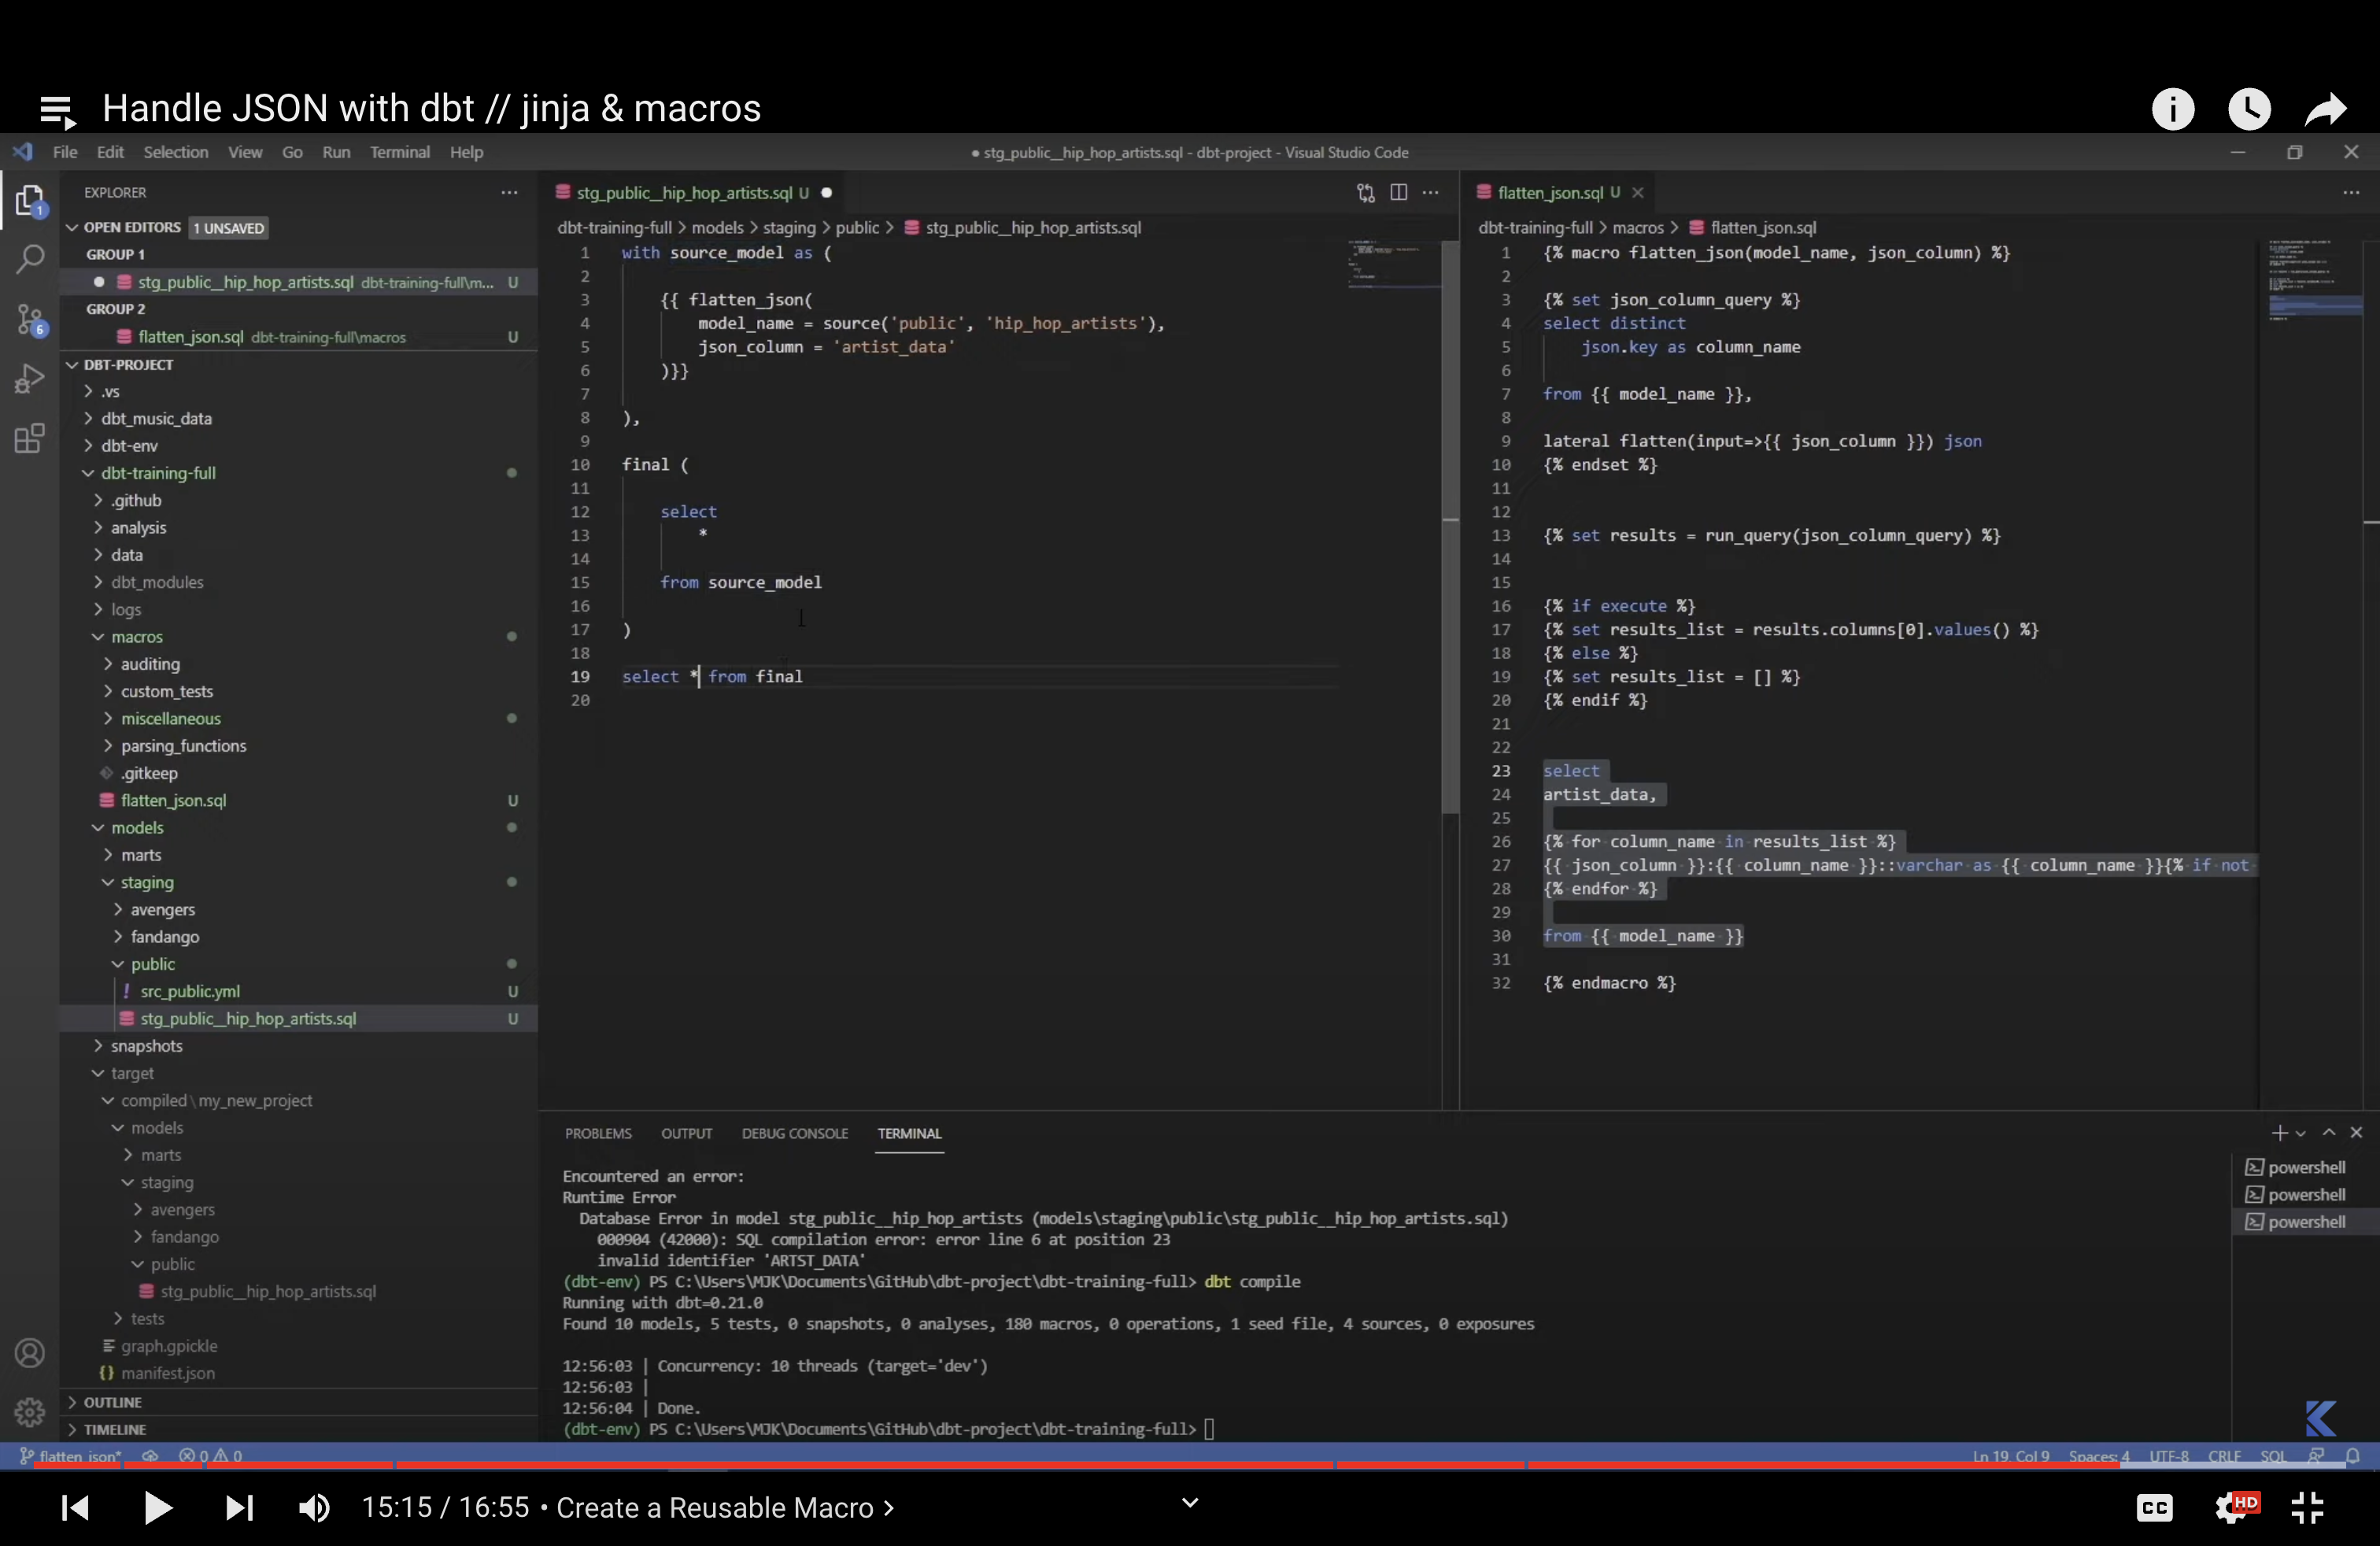 Handle JSON with dbt // jinja & macros
File Edit Selection View Go Run Terminal Help
● stg_public__hip_hop_artists.sql - dbt-project - Visual Studio Code
EXPLORER
OPEN EDITORS 1 UNSAVED
GROUP 1
stg_public__hip_hop_artists.sql dbt-training-full\m... U
GROUP 2
flatten_json.sql dbt-training-full\macros U
DBT-PROJECT
.vs
dbt_music_data
dbt-env
dbt-training-full
.github
analysis
data
dbt_modules
logs
macros
auditing
custom_tests
miscellaneous
parsing_functions
.gitkeep
flatten_json.sql U
models
marts
staging
avengers
fandango
public
src_public.yml U
stg_public__hip_hop_artists.sql U
snapshots
target
compiled \ my_new_project
models
marts
staging
avengers
fandango
public
stg_public__hip_hop_artists.sql
tests
graph.gpickle
manifest.json
OUTLINE
TIMELINE
1
6
stg_public__hip_hop_artists.sql U
dbt-training-full > models > staging > public > stg_public__hip_hop_artists.sql
1 with source_model as (
2
3 {{ flatten_json(
4 model_name = source('public', 'hip_hop_artists'),
5 json_column = 'artist_data'
6 )}}
7
8 ),
9
10 final (
11
12 select
13 *
14
15 from source_model
16
17 )
18
19 select * from final
20
flatten_json.sql U
dbt-training-full > macros > flatten_json.sql
1 {% macro flatten_json(model_name, json_column) %}
2
3 {% set json_column_query %}
4 select distinct
5 json.key as column_name
6
7 from {{ model_name }},
8
9 lateral flatten(input=>{{ json_column }}) json
10 {% endset %}
11
12
13 {% set results = run_query(json_column_query) %}
14
15
16 {% if execute %}
17 {% set results_list = results.columns[0].values() %}
18 {% else %}
19 {% set results_list = [] %}
20 {% endif %}
21
22
23 select
24 artist_data,
25
26 {% for column_name in results_list %}
27 {{ json_column }}:{{ column_name }}::varchar as {{ column_name }}{% if not
28 {% endfor %}
29
30 from {{ model_name }}
31
32 {% endmacro %}
PROBLEMS OUTPUT DEBUG CONSOLE TERMINAL
Encountered an error:
Runtime Error
Database Error in model stg_public__hip_hop_artists (models\staging\public\stg_public__hip_hop_artists.sql)
000904 (42000): SQL compilation error: error line 6 at position 23
invalid identifier 'ARTST_DATA'
(dbt-env) PS C:\Users\MJK\Documents\GitHub\dbt-project\dbt-training-full> dbt compile
Running with dbt=0.21.0
Found 10 models, 5 tests, 0 snapshots, 0 analyses, 180 macros, 0 operations, 1 seed file, 4 sources, 0 exposures
12:56:03 | Concurrency: 10 threads (target='dev')
12:56:03 |
12:56:04 | Done.
(dbt-env) PS C:\Users\MJK\Documents\GitHub\dbt-project\dbt-training-full>
powershell
powershell
powershell
flatten_json* 0 0
Ln 19, Col 9 Spaces: 4 UTF-8 CRLF SQL
15:15 / 16:55 • Create a Reusable Macro >
CC HD